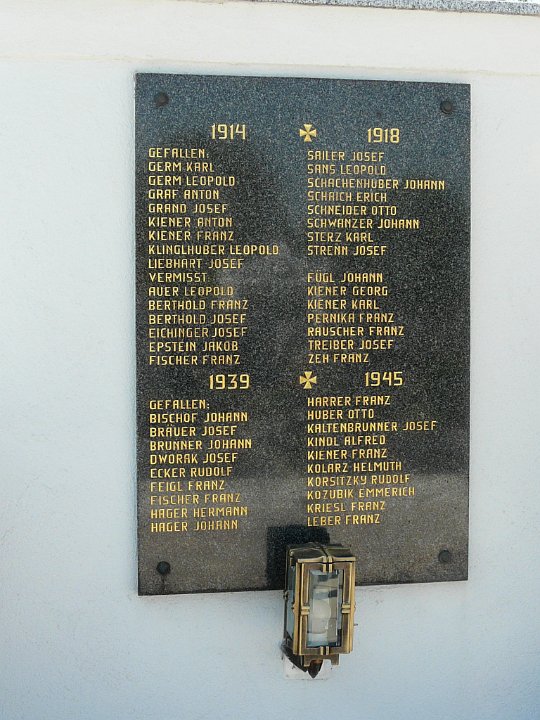 1914 1918
GEFALLEN:
GERM KARL
GERM LEOPOLD
GRAF ANTON
GRAND JOSEF
KIENER ANTON
KIENER FRANZ
KLINGLHUBER LEOPOLD
LIEBHART JOSEF
VERMISST:
AUER LEOPOLD
BERTHOLD FRANZ
BERTHOLD JOSEF
EICHINGER JOSEF
EPSTEIN JAKOB
FISCHER FRANZ
SAILER JOSEF
SANS LEOPOLD
SCHACHENHUBER JOHANN
SCHAICH ERICH
SCHNEIDER OTTO
SCHWANZER JOHANN
STERZ KARL
STRENN JOSEF
FÜGL JOHANN
KIENER GEORG
KIENER KARL
PERNIKA FRANZ
RAUSCHER FRANZ
TREIBER JOSEF
ZEH FRANZ
1939 1945
GEFALLEN:
BISCHOF JOHANN
BRÄUER JOSEF
BRUNNER JOHANN
DWORAK JOSEF
ECKER RUDOLF
FEIGL FRANZ
FISCHER FRANZ
HAGER HERMANN
HAGER JOHANN
HARRER FRANZ
HUBER OTTO
KALTENBRUNNER JOSEF
KINDL ALFRED
KIENER FRANZ
KOLARZ HELMUTH
KORSITZKY RUDOLF
KOZUBIK EMMERICH
KRIESL FRANZ
LEBER FRANZ